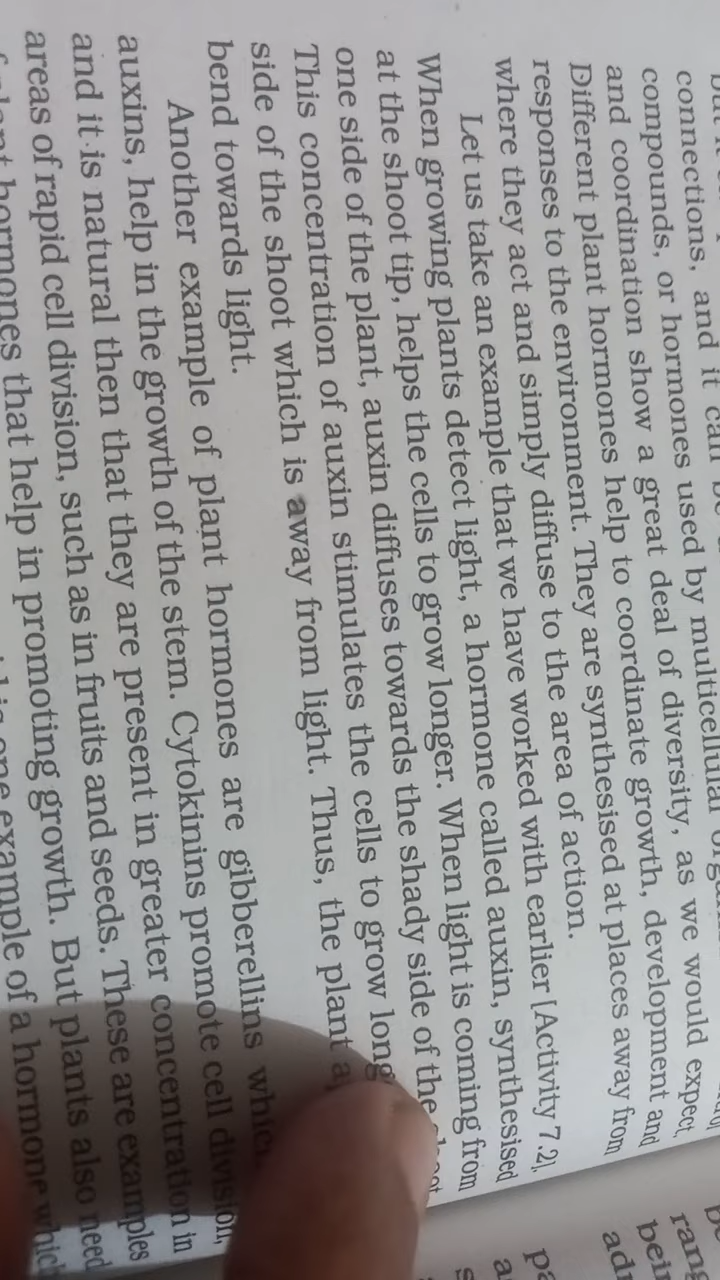 connections, and it can
compounds, or hormones used by multicellular
and coordination show a great deal of diversity, as we would expect.
Different plant hormones help to coordinate growth, development and
responses to the environment. They are synthesised at places away from
where they act and simply diffuse to the area of action.
Let us take an example that we have worked with earlier [Activity 7.2].
When growing plants detect light, a hormone called auxin, synthesised
at the shoot tip, helps the cells to grow longer. When light is coming from
one side of the plant, auxin diffuses towards the shady side of the
This concentration of auxin stimulates the cells to grow long
side of the shoot which is away from light. Thus, the plant a
bend towards light.
Another example of plant hormones are gibberellins which
auxins, help in the growth of the stem. Cytokinins promote cell division,
and it is natural then that they are present in greater concentration in
areas of rapid cell division, such as in fruits and seeds. These are examples
hormones that help in promoting growth. But plants also need
one example of a hormone which